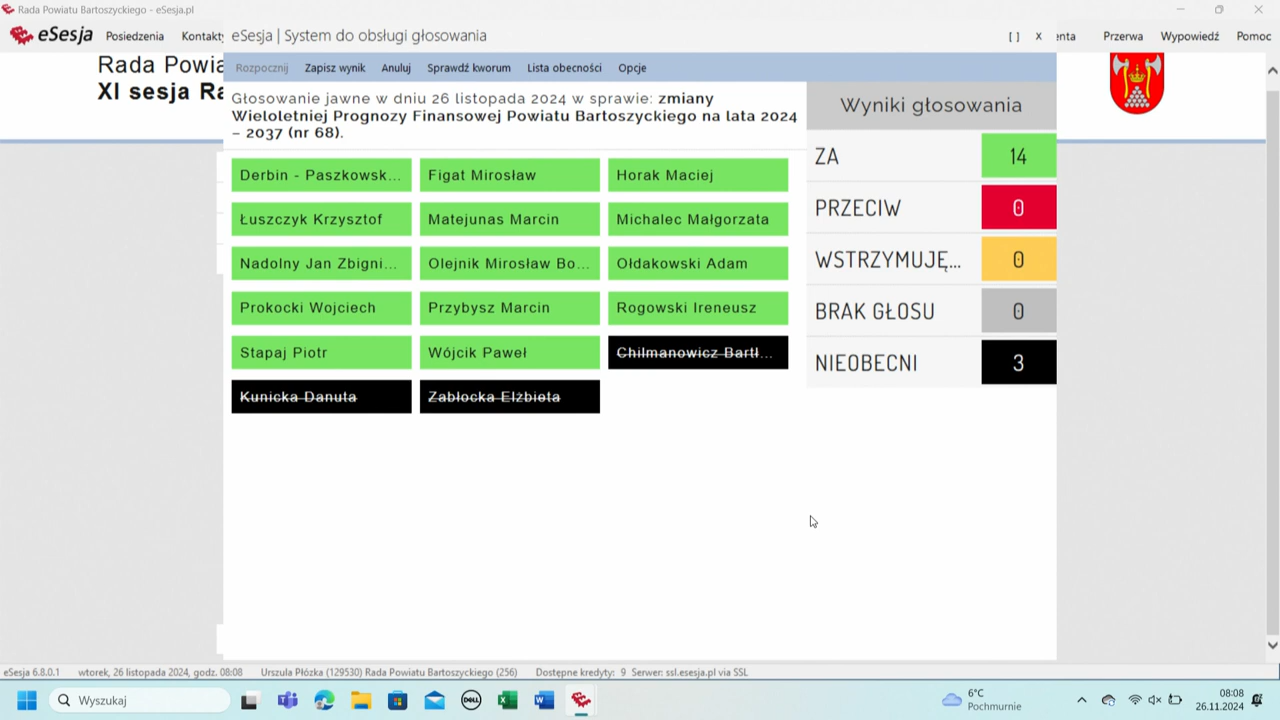 Rada Powiatu Bartoszyckiego - eSesja.pl
eSesja Posiedzenia Kontakty
eSesja | System do obsługi głosowania
[ ] X
enta Przerwa Wypowiedź Pomoc
Rada Powia
XI sesja Ra
Rozpocznij Zapisz wynik Anuluj Sprawdź kworum Lista obecności Opcje
Głosowanie jawne w dniu 26 listopada 2024 w sprawie: zmiany
Wieloletniej Prognozy Finansowej Powiatu Bartoszyckiego na lata 2024
– 2037 (nr 68).
Derbin - Paszkowsk... Figat Mirosław Horak Maciej
Łuszczyk Krzysztof Matejunas Marcin Michalec Małgorzata
Nadolny Jan Zbigni... Olejnik Mirosław Bo... Ołdakowski Adam
Prokocki Wojciech Przybysz Marcin Rogowski Ireneusz
Stapaj Piotr Wójcik Paweł Chilmanowicz Bartł...
Kunicka Danuta Zabłocka Elżbieta
Wyniki głosowania
ZA 14
PRZECIW 0
WSTRZYMUJĘ... 0
BRAK GŁOSU 0
NIEOBECNI 3
eSesja 6.8.0.1 wtorek, 26 listopada 2024, godz. 08:08 Urszula Płózka (129530) Rada Powiatu Bartoszyckiego (256) Dostępne kredyty: 9 Serwer: ssl.esesja.pl via SSL
Wyszukaj
DELL
6°C
Pochmurnie
08:08
26.11.2024